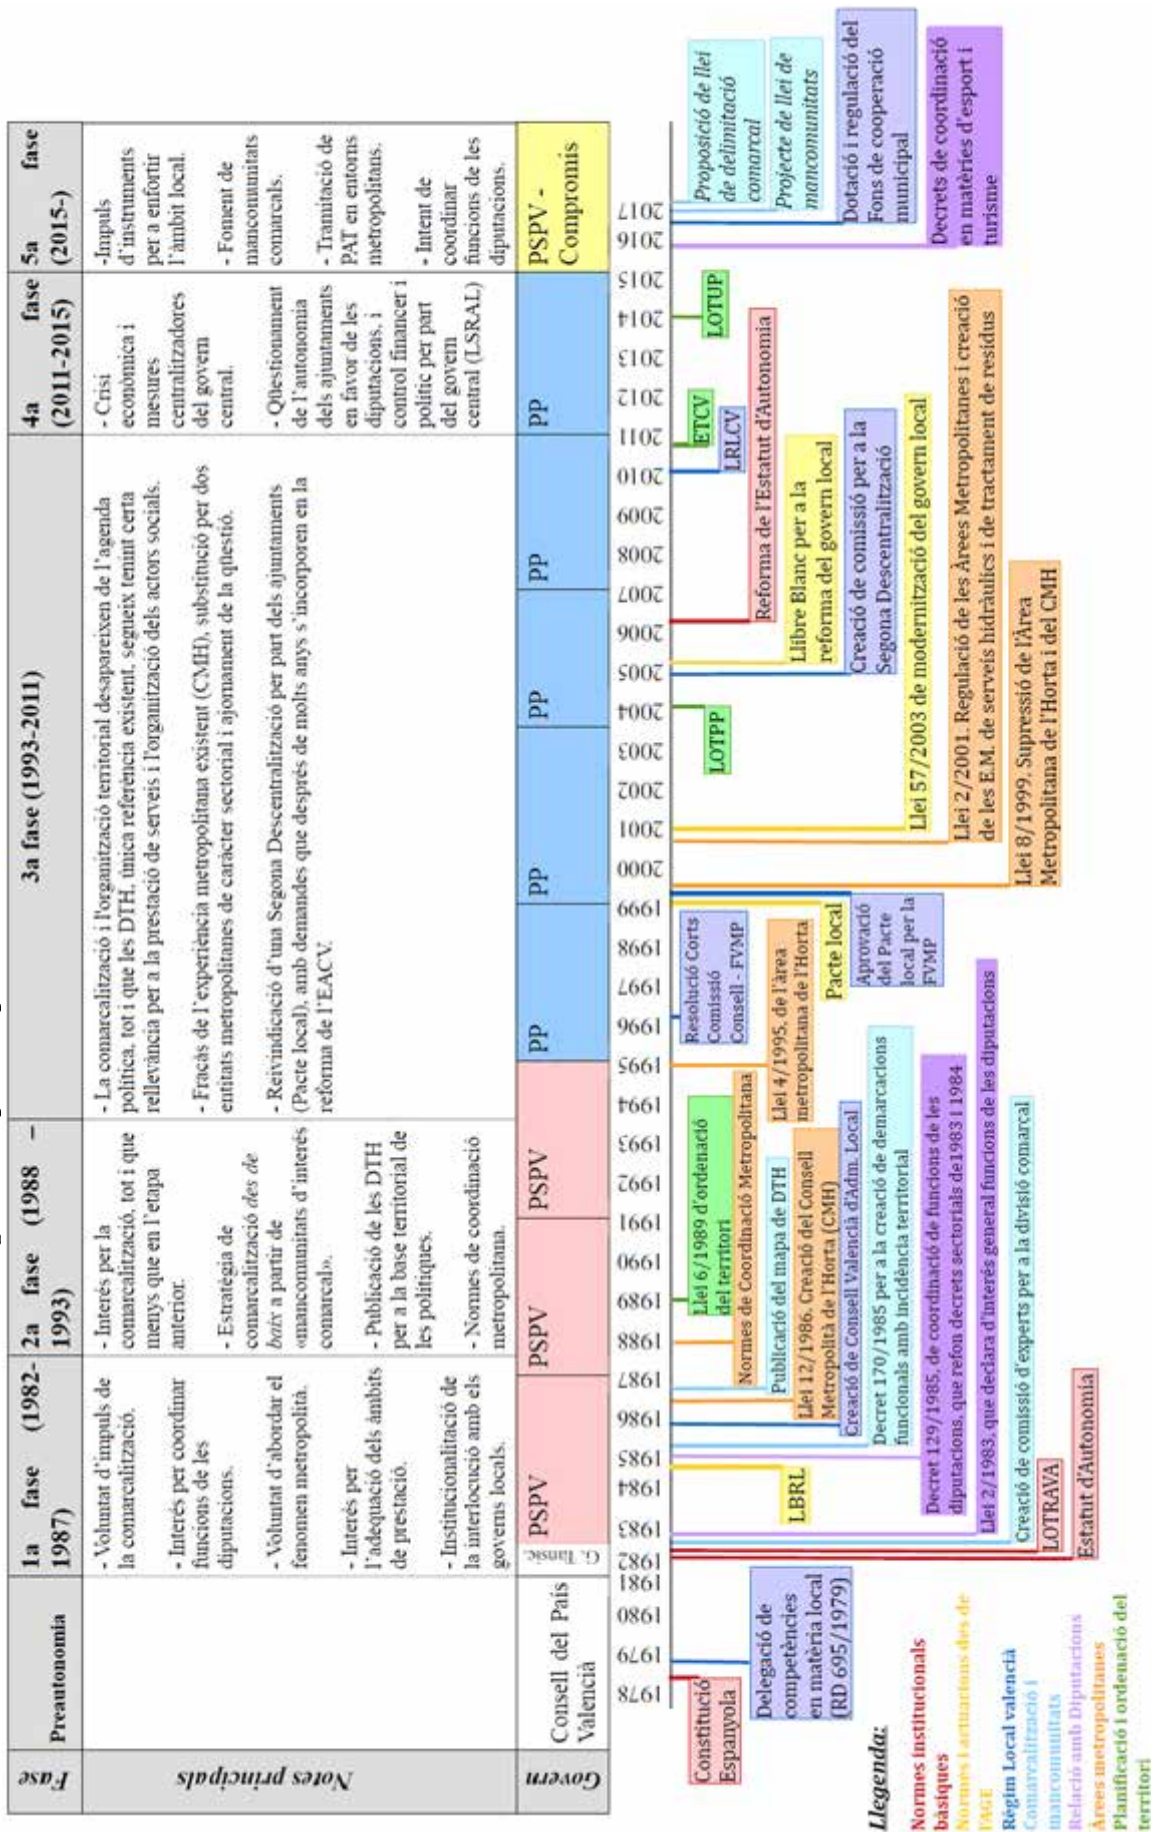 Fase
Preautonomia
1a fase (1982-
1987)
2a fase (1988 –
1993)
3a fase (1993-2011)
4a fase
(2011-2015)
5a fase
(2015-)
Notes principals
- Voluntat d'impuls de
la comarcalització.
- Interés per coordinar
funcions de les
diputacions.
- Voluntat d'abordar el
fenomen metropolità.
- Interés per
l'adequació dels àmbits
de prestació.
- Institucionalitació de
la interlocució amb els
governs locals.
- Interés per la
comarcalització, tot i que
menys que en l'etapa
anterior.
- Estratègia de
comarcalització des de
baix a partir de
«mancomunitats d'interés
comarcal».
- Publicació de les DTH
per a la base territorial de
les polítiques.
- Normes de coordinació
metropolitana.
- La comarcalització i l'organització territorial desapareixen de l'agenda
política, tot i que les DTH, única referència existent, segueix tenint certa
rellevància per a la prestació de serveis i l'organització dels actors socials.
- Fracàs de l'experiència metropolitana existent (CMH), substitució per dos
entitats metropolitanes de caràcter sectorial i ajornament de la qüestió.
- Reivindicació d'una Segona Descentralització per part dels ajuntaments
(Pacte local), amb demandes que després de molts anys s'incorporen en la
reforma de l'EACV.
- Crisi
econòmica i
mesures
centralitzadores
del govern
central.
- Qüestionament
de l'autonomia
dels ajuntaments
en favor de les
diputacions, i
control financer i
polític per part
del govern
central (LSRAL)
-Impuls
d'instruments
per a enfortir
l'àmbit local.
- Foment de
mancomunitats
comarcals.
- Tramitació de
PAT en entorns
metropolitans.
- Intent de
coordinar
funcions de les
diputacions.
Govern
Consell del País
Valencià
PSPV
PSPV
PSPV
PP
PP
PP
PP
PP
PSPV -
Compromís
1978
1979
1980
1981
1982
1983
1984
1985
1986
1987
1988
1989
1990
1991
1992
1993
1994
1995
1996
1997
1998
1999
2000
2001
2002
2003
2004
2005
2006
2007
2008
2009
2010
2011
2012
2013
2014
2015
2016
2017
Constitució
Espanyola
Delegació de
competències
en matèria local
(RD 695/1979)
Estatut d'Autonomia
LOTRAVA
Creació de comissió d'experts per a la divisió comarcal
Llei 2/1983, que declara d'interés general funcions de les diputacions
LBRL
Decret 129/1985, de coordinació de funcions de les
diputacions, que refon decrets sectorials de1983 i 1984
Decret 170/1985 per a la creació de demarcacions
funcionals amb incidència territorial
Creació de Consell Valencià d'Adm. Local
Llei 12/1986. Creació del Consell
Metropolità de l'Horta (CMH)
Publicació del mapa de DTH
Normes de Coordinació Metropolitana
Llei 6/1989 d'ordenació
del territori
Llei 4/1995, de l'àrea
metropolitana de l'Horta
Resolució Corts
Comissió
Consell - FVMP
Pacte local
Aprovació
del Pacte
local per la
FVMP
Llei 8/1999. Supressió de l'Àrea
Metropolitana de l'Horta i del CMH
Llei 2/2001. Regulació de les Àrees Metropolitanes i creació
de les E.M. de serveis hidràulics i de tractament de residus
Llei 57/2003 de modernització del govern local
LOTPP
Creació de comissió per a la
Segona Descentralització
Llibre Blanc per a la
reforma del govern local
Reforma de l'Estatut d'Autonomia
LRLCV
ETCV
LOTUP
Decrets de coordinació
en matèries d'esport i
turisme
Dotació i regulació del
Fons de cooperació
municipal
Projecte de llei de
mancomunitats
Proposició de llei
de delimitació
comarcal
Llegenda:
Normes institucionals
bàsiques
Normes i actuacions des de
l'AGE
Règim Local valencià
Comarcalització i
mancomunitats
Relació amb Diputacions
Àrees metropolitanes
Planificació i ordenació del
territori